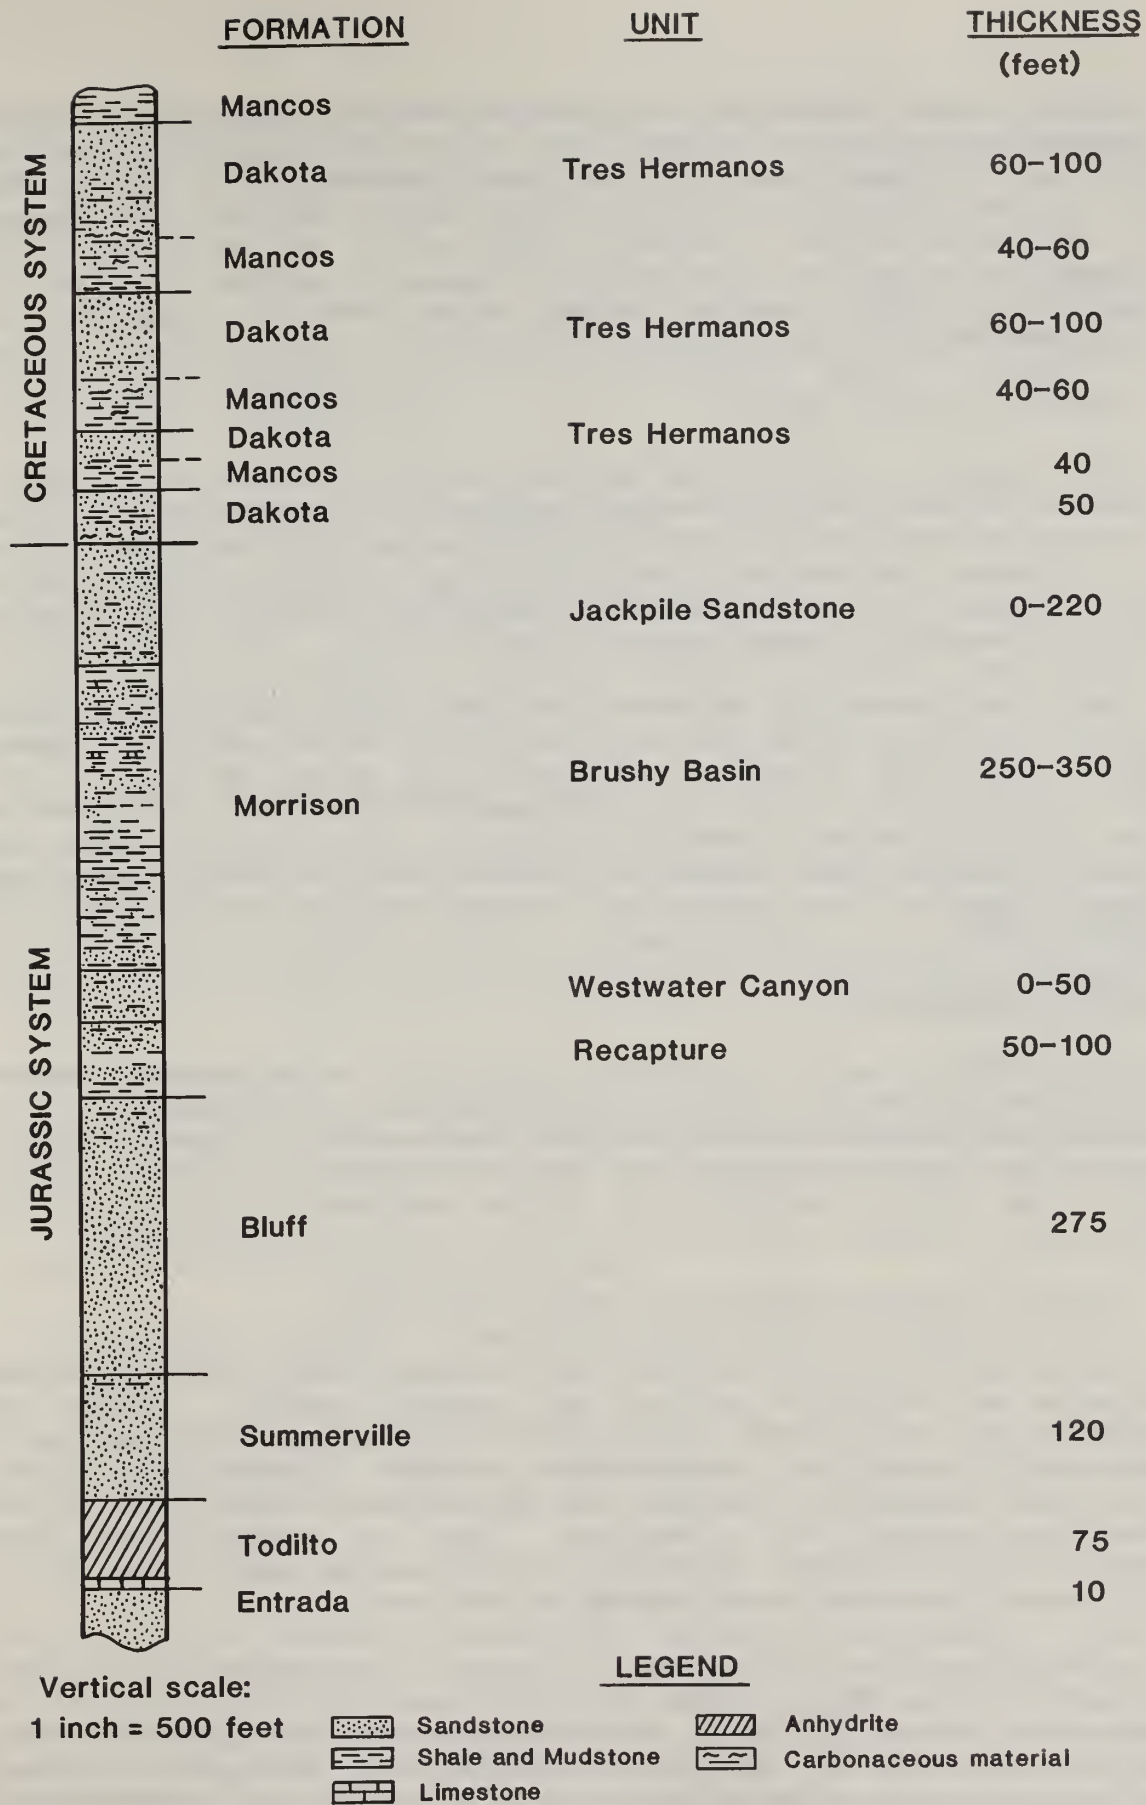 FORMATION UNIT THICKNESS
(feet)
CRETACEOUS SYSTEM
Mancos
Dakota Tres Hermanos 60-100
Mancos 40-60
Dakota Tres Hermanos 60-100
Mancos 40-60
Dakota Tres Hermanos
Mancos 40
Dakota 50
JURASSIC SYSTEM
Jackpile Sandstone 0-220
Brushy Basin 250-350
Morrison
Westwater Canyon 0-50
Recapture 50-100
Bluff 275
Summerville 120
Todilto 75
Entrada 10
Vertical scale:
1 inch = 500 feet
LEGEND
Sandstone Anhydrite
Shale and Mudstone Carbonaceous material
Limestone